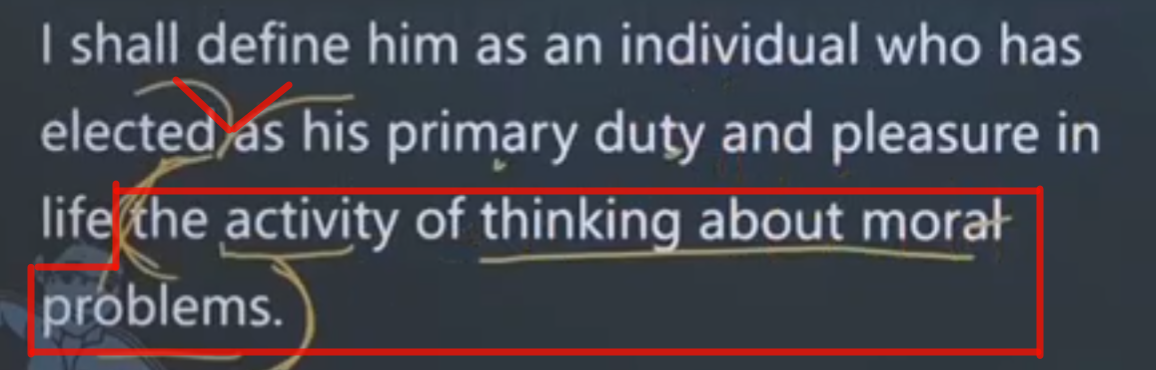 I shall define him as an individual who has
elected as his primary duty and pleasure in
life the activity of thinking about moral
problems.